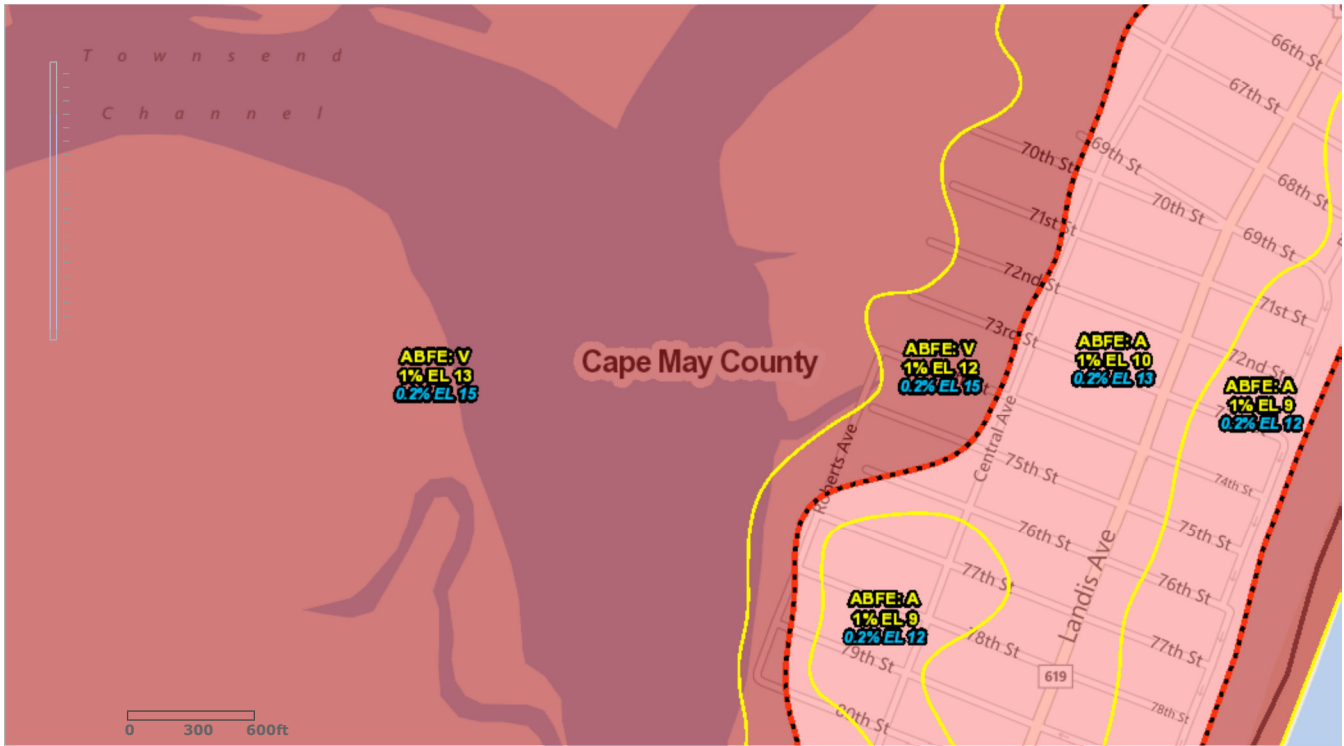 Townsend
Channel
66th St
67th St
68th St
69th St
70th St
69th St
70th St
71st St
71st St
72nd St
72nd St
73rd St
Cape May County
ABFE: V
1% EL 13
0.2% EL 15
ABFE: V
1% EL 12
0.2% EL 15
ABFE: A
1% EL 10
0.2% EL 13
ABFE: A
1% EL 9
0.2% EL 12
Roberts Ave
Central Ave
74th St
75th St
75th St
76th St
76th St
Landis Ave
77th St
77th St
ABFE: A
1% EL 9
0.2% EL 12
78th St
78th St
79th St
619
80th St
0 300 600ft